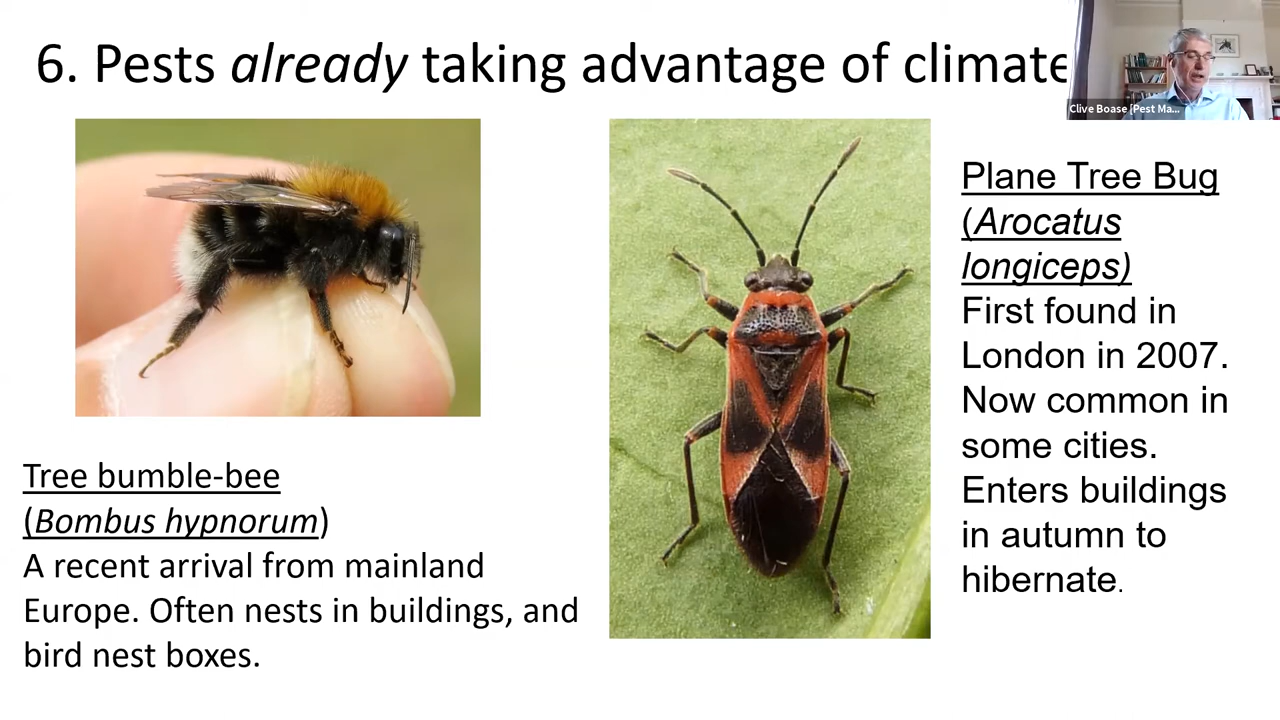 6. Pests already taking advantage of climate
Clive Boase [Pest Ma...
Tree bumble-bee
(Bombus hypnorum)
A recent arrival from mainland
Europe. Often nests in buildings, and
bird nest boxes.
Plane Tree Bug
(Arocatus
longiceps)
First found in
London in 2007.
Now common in
some cities.
Enters buildings
in autumn to
hibernate.